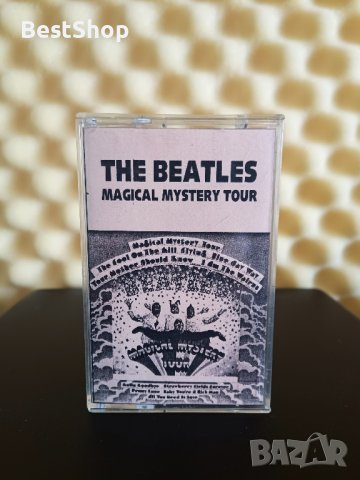 BestShop
THE BEATLES
MAGICAL MYSTERY TOUR
Magical Mystery Tour
The Fool On The Hill Flying Blue Jay Way
Your Mother Should Know I Am The Walrus
MAGICAL MYSTERY
TOUR
Hello Goodbye Strawberry Fields Forever
Penny Lane Baby You're A Rich Man
All You Need Is Love
BAZAR